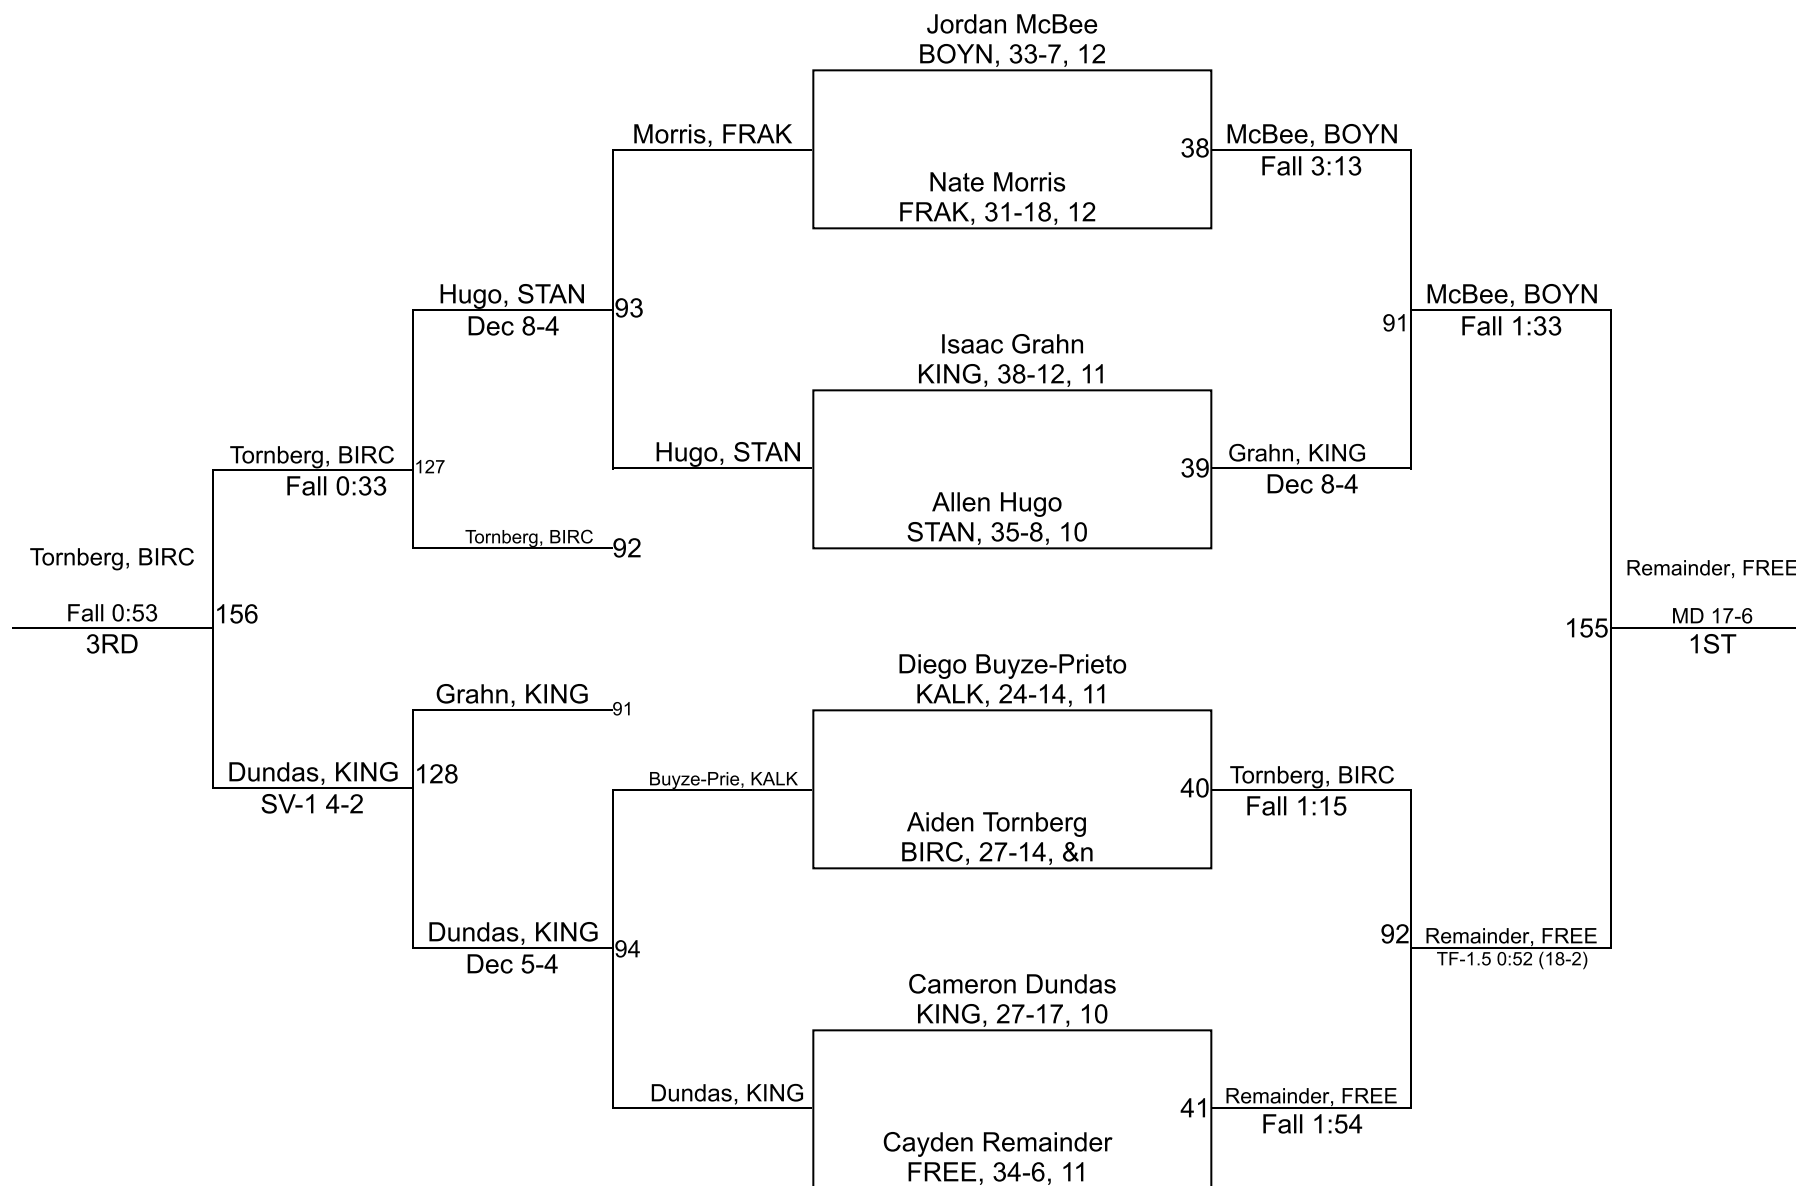 Jordan McBee
BOYN, 33-7, 12
Morris, FRAK
38
McBee, BOYN
Fall 3:13
Nate Morris
FRAK, 31-18, 12
Hugo, STAN
Dec 8-4
93
McBee, BOYN
Fall 1:33
91
Isaac Grahn
KING, 38-12, 11
Tornberg, BIRC
Fall 0:33
127
Hugo, STAN
39
Grahn, KING
Dec 8-4
Allen Hugo
STAN, 35-8, 10
Tornberg, BIRC
92
Tornberg, BIRC
Fall 0:53
3RD
156
Remainder, FREE
MD 17-6
1ST
155
Diego Buyze-Prieto
KALK, 24-14, 11
Grahn, KING
91
Dundas, KING
SV-1 4-2
128
Buyze-Prie, KALK
40
Tornberg, BIRC
Fall 1:15
Aiden Tornberg
BIRC, 27-14, &n
Dundas, KING
Dec 5-4
94
92
Remainder, FREE
TF-1.5 0:52 (18-2)
Cameron Dundas
KING, 27-17, 10
Dundas, KING
41
Remainder, FREE
Fall 1:54
Cayden Remainder
FREE, 34-6, 11